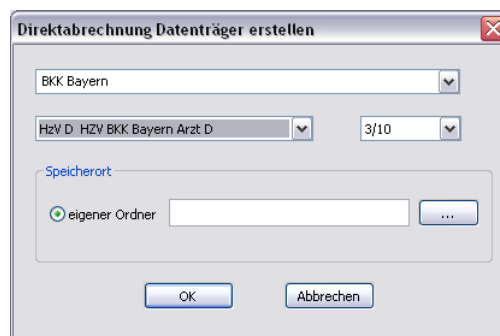 Direktabrechnung Datenträger erstellen
BKK Bayern
HzV D HZV BKK Bayern Arzt D 3/10
Speicherort
eigener Ordner ...
OK Abbrechen